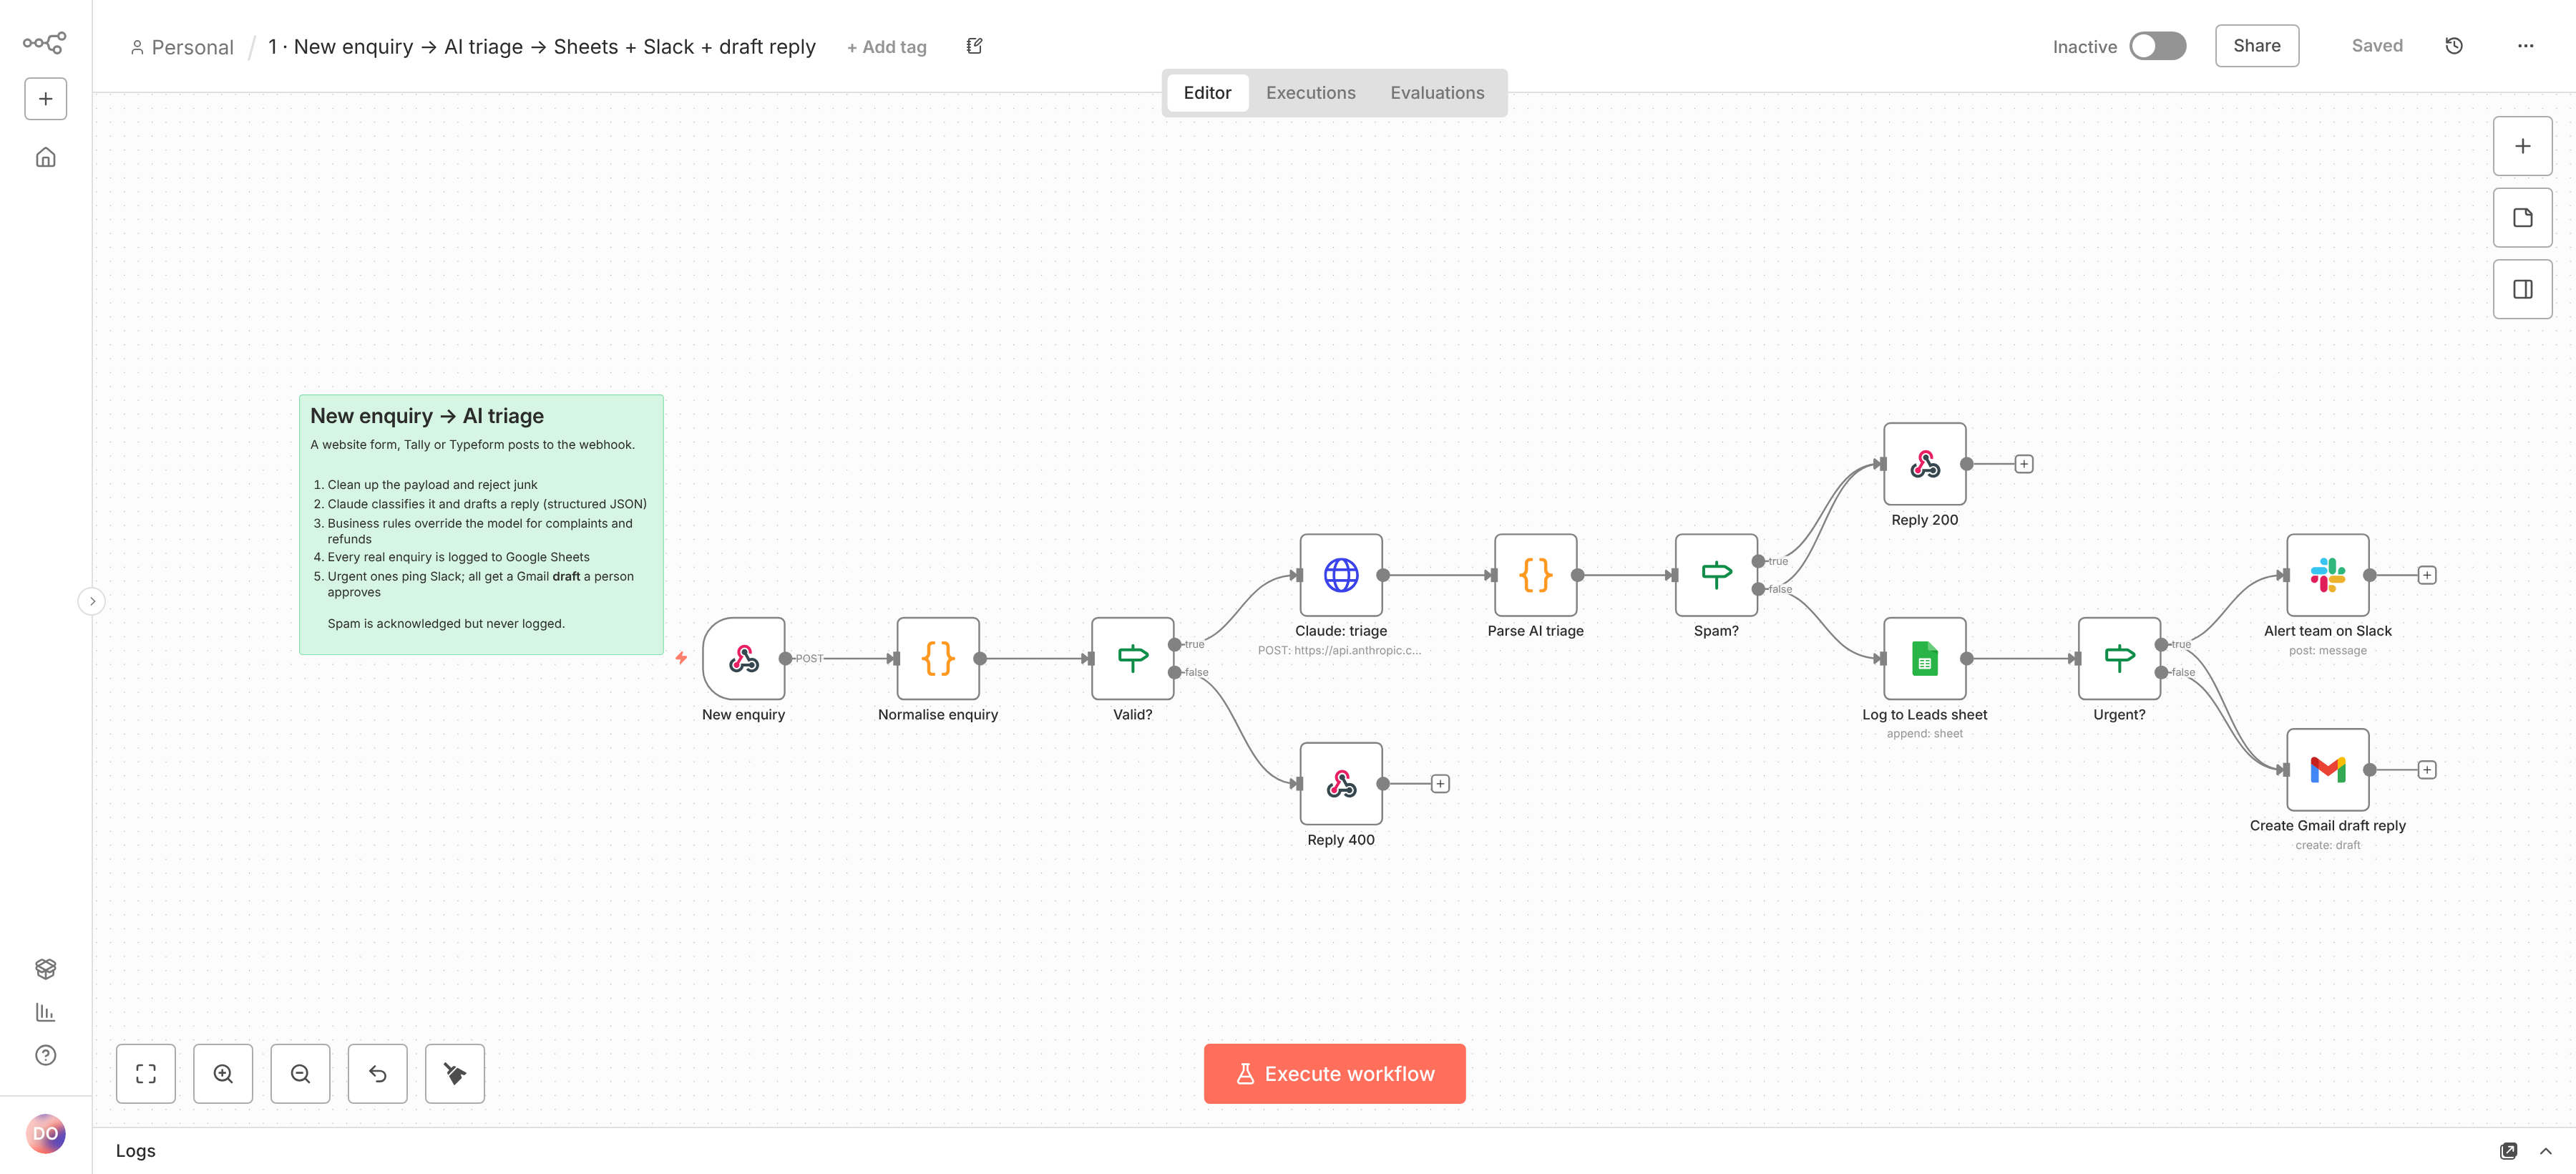 Personal / 1 · New enquiry → AI triage → Sheets + Slack + draft reply + Add tag
Inactive Share Saved
Editor Executions Evaluations
New enquiry → AI triage
A website form, Tally or Typeform posts to the webhook.
1. Clean up the payload and reject junk
2. Claude classifies it and drafts a reply (structured JSON)
3. Business rules override the model for complaints and
refunds
4. Every real enquiry is logged to Google Sheets
5. Urgent ones ping Slack; all get a Gmail draft a person
approves
Spam is acknowledged but never logged.
POST
New enquiry
Normalise enquiry
true
false
Valid?
Claude: triage
POST: https://api.anthropic.c...
Reply 400
Parse AI triage
true
false
Spam?
Reply 200
Log to Leads sheet
append: sheet
true
false
Urgent?
Alert team on Slack
post: message
Create Gmail draft reply
create: draft
Execute workflow
DO
Logs